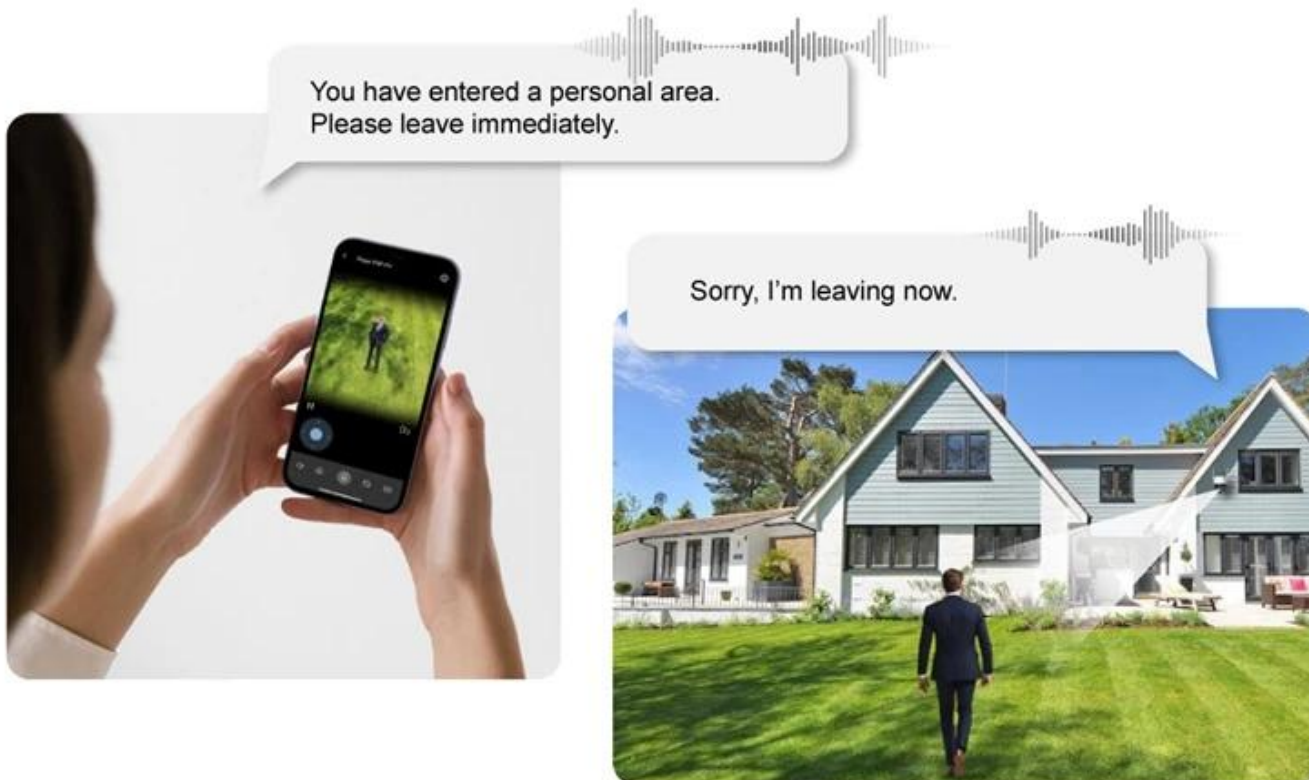 You have entered a personal area.
Please leave immediately.
Sorry, I'm leaving now.